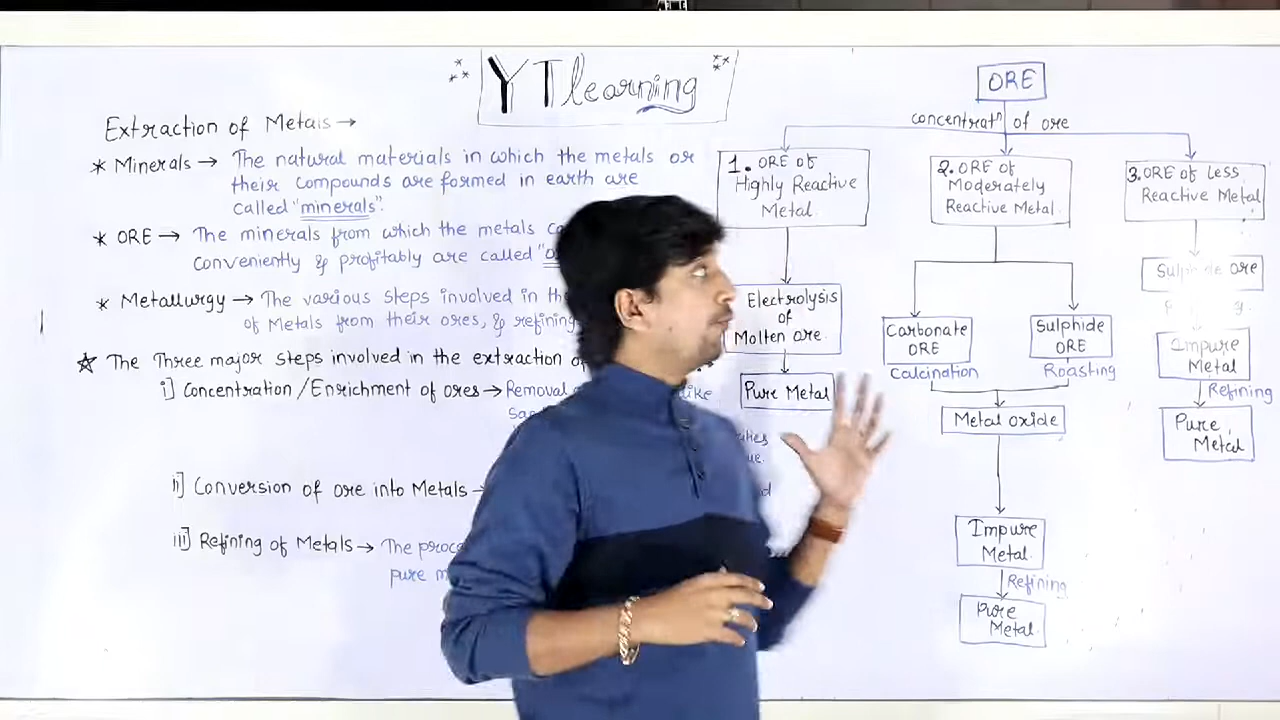 YTlearning
Extraction of Metals →
* Minerals → The natural materials in which the metals or
their compounds are formed in earth are
called "minerals".
* ORE → The minerals from which the metals
conveniently & profitably are called
* Metallurgy → The various steps involved in
of Metals from their ores, & refining
☆ The Three major steps involved in the extraction
i] Concentration/Enrichment of ores → Removal like
ii] Conversion of ore into Metals →
iii] Refining of Metals → The
pure
ORE
concentratⁿ of ore
1. ORE of
Highly Reactive
Metal
Electrolysis
of
Molten ore
Pure Metal
2. ORE of
Moderately
Reactive Metal
Carbonate
ORE
Calcination
Sulphide
ORE
Roasting
Metal oxide
Impure
Metal
Refining
Pure
Metal
3. ORE of Less
Reactive Metal
Sulphide ore
Impure
Metal
Refining
Pure
Metal